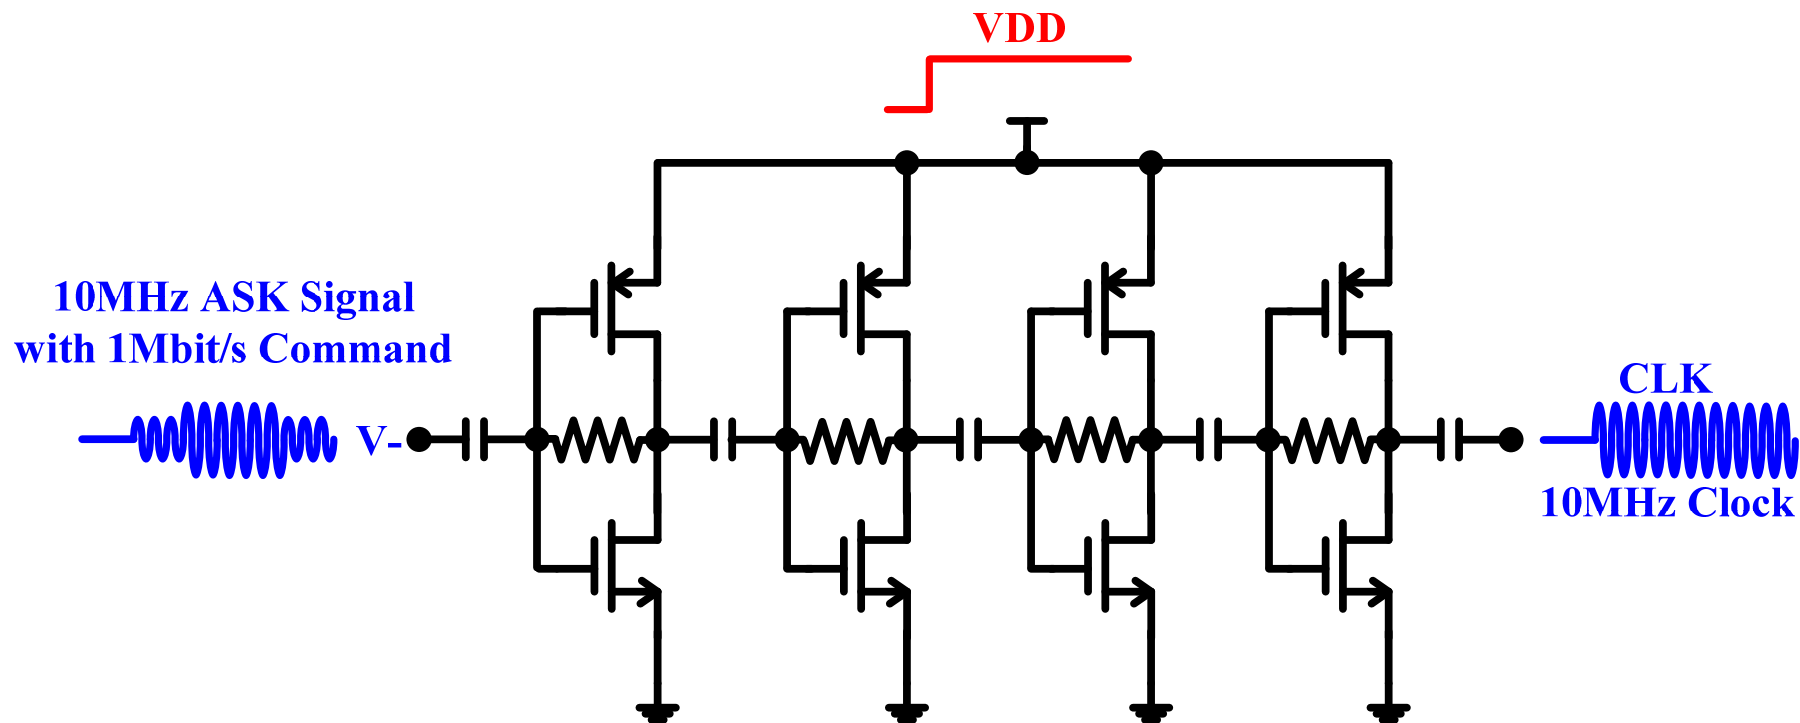 VDD
10MHz ASK Signal
with 1Mbit/s Command
V-
CLK
10MHz Clock